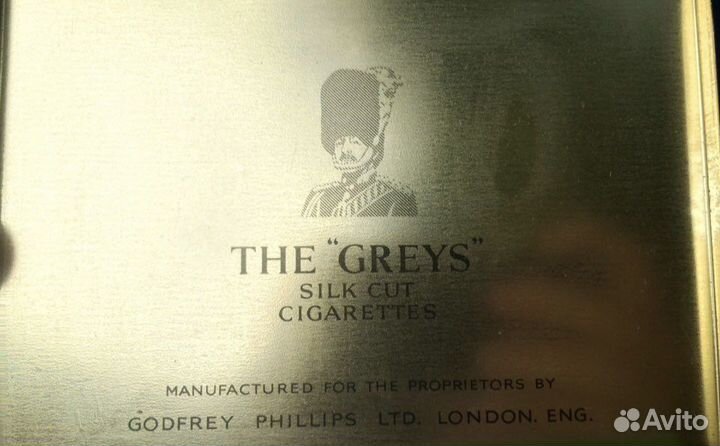 THE "GREYS"
SILK CUT
CIGARETTES
MANUFACTURED FOR THE PROPRIETORS BY
GODFREY PHILLIPS LTD. LONDON. ENG.
Avito